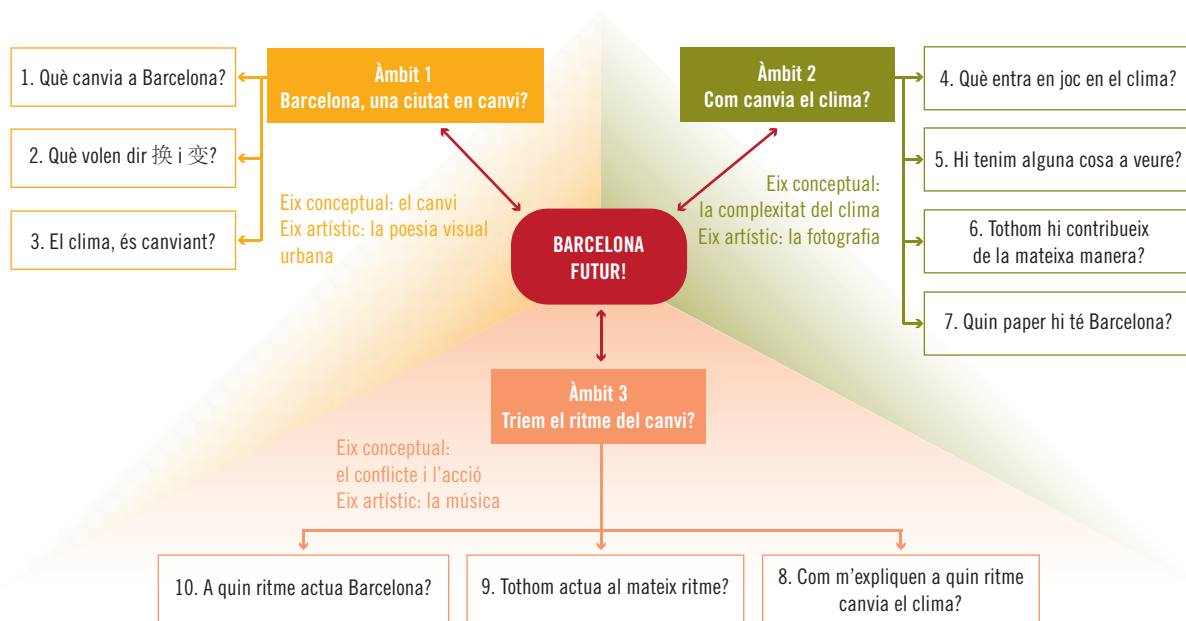 Àmbit 1
Barcelona, una ciutat en canvi?
1. Què canvia a Barcelona?
2. Què volen dir 换 i 变?
3. El clima, és canviant?
Eix conceptual: el canvi
Eix artístic: la poesia visual
urbana
Àmbit 2
Com canvia el clima?
4. Què entra en joc en el clima?
5. Hi tenim alguna cosa a veure?
6. Tothom hi contribueix
de la mateixa manera?
7. Quin paper hi té Barcelona?
Eix conceptual:
la complexitat del clima
Eix artístic: la fotografia
BARCELONA
FUTUR!
Àmbit 3
Triem el ritme del canvi?
Eix conceptual:
el conflicte i l’acció
Eix artístic: la música
10. A quin ritme actua Barcelona?
9. Tothom actua al mateix ritme?
8. Com m’expliquen a quin ritme
canvia el clima?